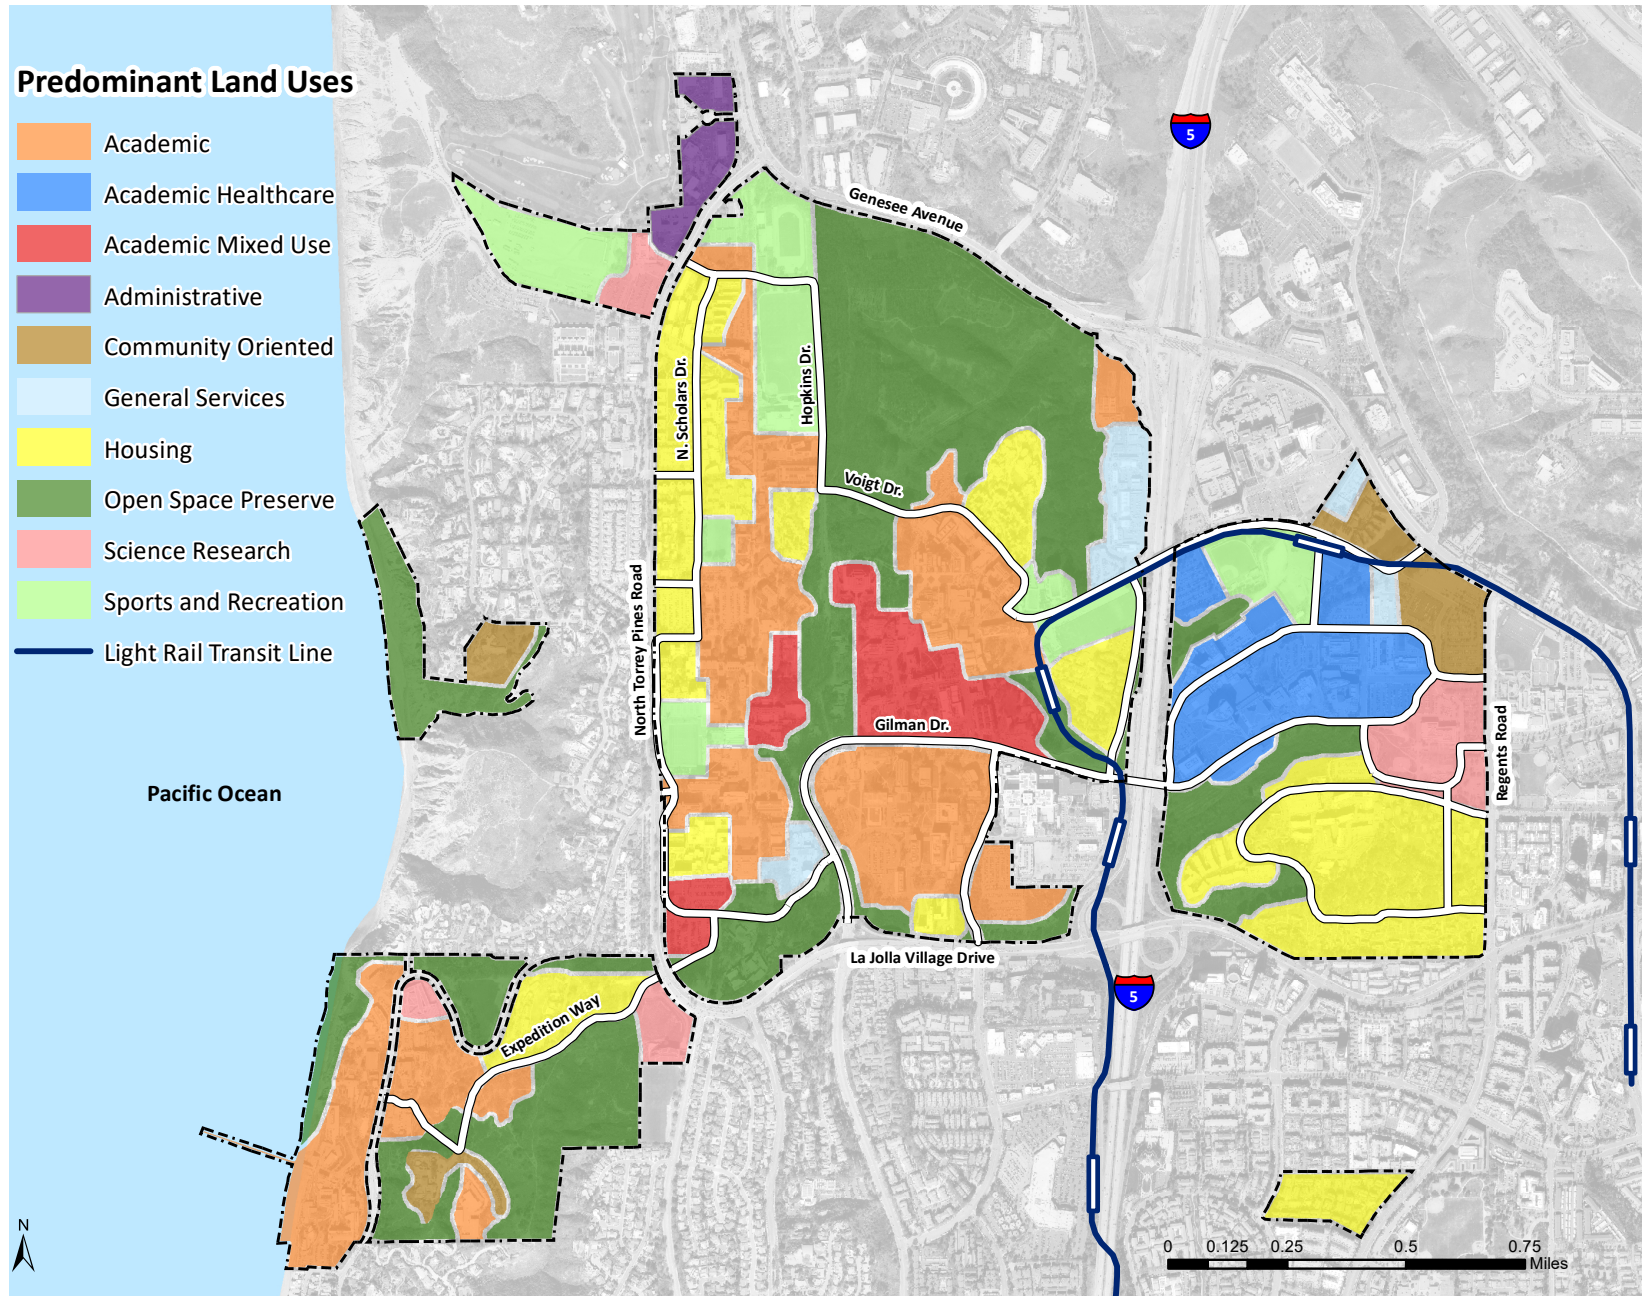 Predominant Land Uses
Academic
Academic Healthcare
Academic Mixed Use
Administrative
Community Oriented
General Services
Housing
Open Space Preserve
Science Research
Sports and Recreation
Light Rail Transit Line
5
Genesee Avenue
N. Scholars Dr.
Hopkins Dr.
Voigt Dr.
North Torrey Pines Road
Gilman Dr.
Regents Road
Pacific Ocean
La Jolla Village Drive
5
Expedition Way
N
0 0.125 0.25 0.5 0.75
Miles